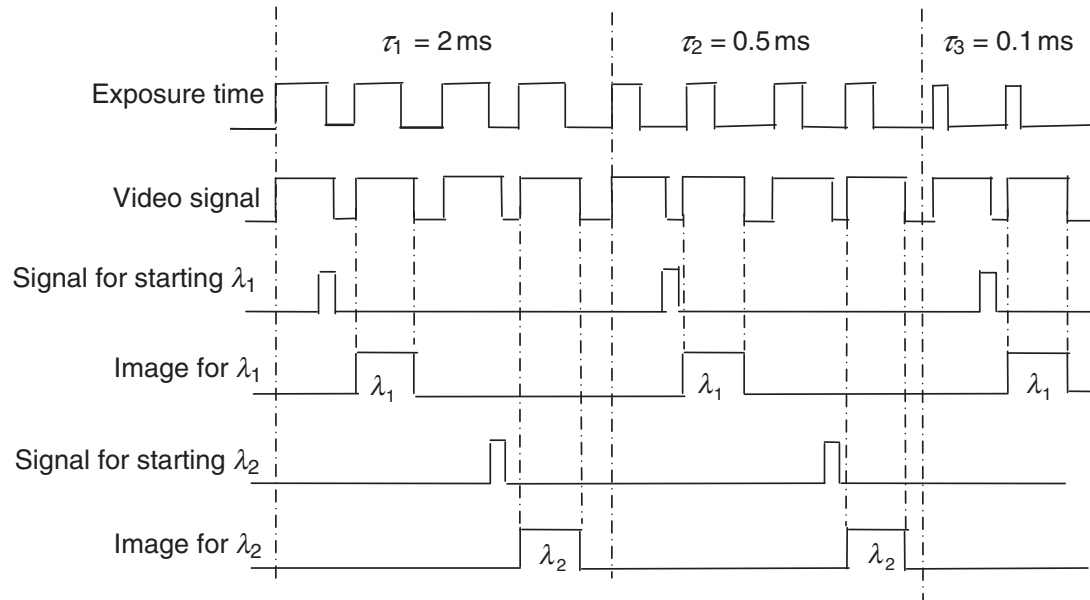 τ₁ = 2 ms
τ₂ = 0.5 ms
τ₃ = 0.1 ms
Exposure time
Video signal
Signal for starting λ₁
Image for λ₁
λ₁
λ₁
λ₁
Signal for starting λ₂
Image for λ₂
λ₂
λ₂